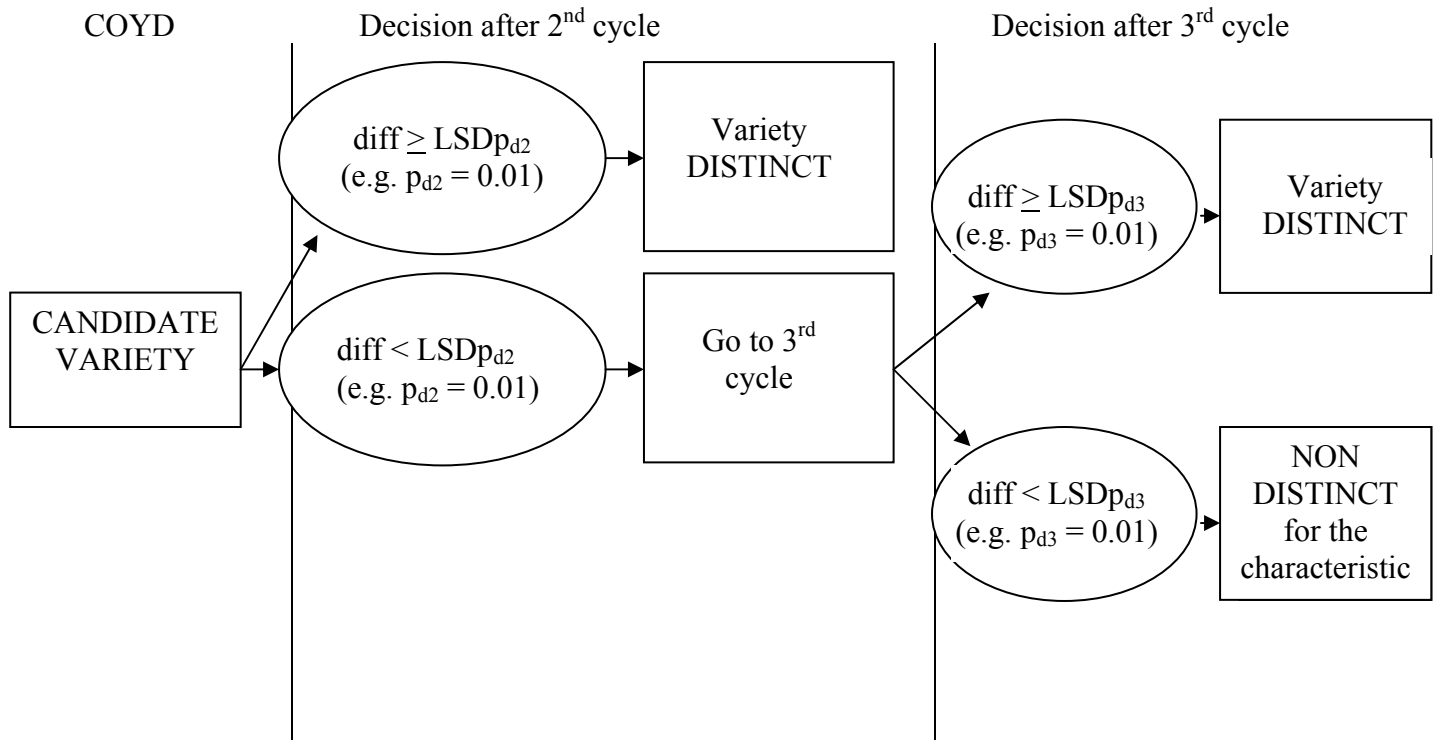 COYD
Decision after 2nd cycle
Decision after 3rd cycle
diff ≥ LSDpd2
(e.g. pd2 = 0.01)
Variety
DISTINCT
diff ≥ LSDpd3
(e.g. pd3 = 0.01)
Variety
DISTINCT
CANDIDATE
VARIETY
diff < LSDpd2
(e.g. pd2 = 0.01)
Go to 3rd
cycle
diff < LSDpd3
(e.g. pd3 = 0.01)
NON
DISTINCT
for the
characteristic